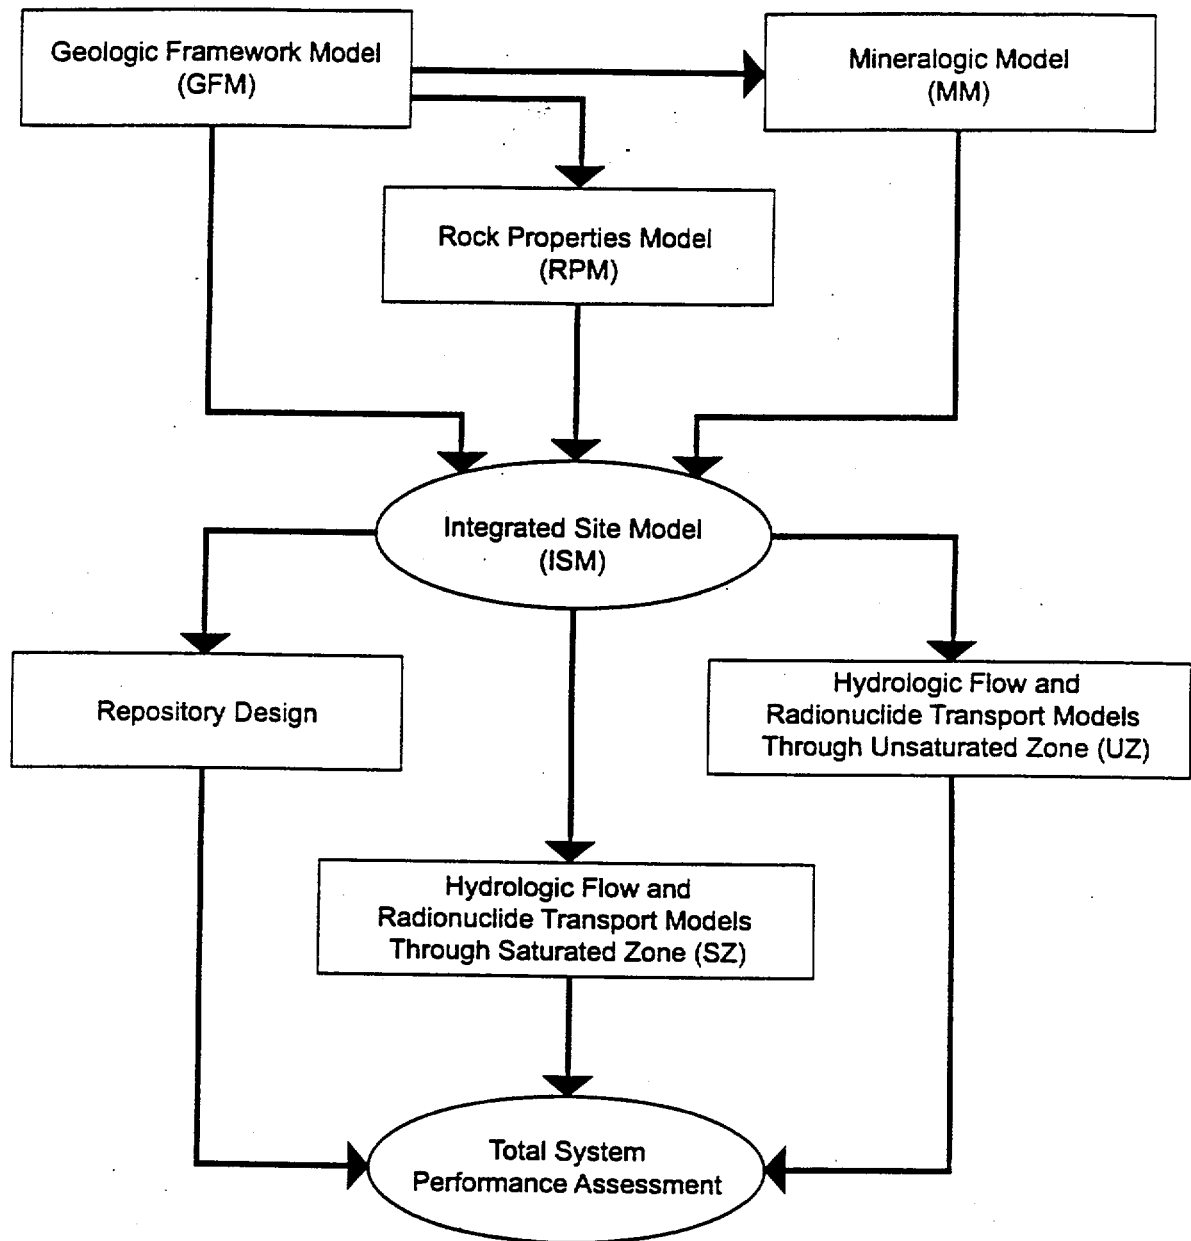 Geologic Framework Model
(GFM)
Mineralogic Model
(MM)
Rock Properties Model
(RPM)
Integrated Site Model
(ISM)
Repository Design
Hydrologic Flow and
Radionuclide Transport Models
Through Unsaturated Zone (UZ)
Hydrologic Flow and
Radionuclide Transport Models
Through Saturated Zone (SZ)
Total System
Performance Assessment